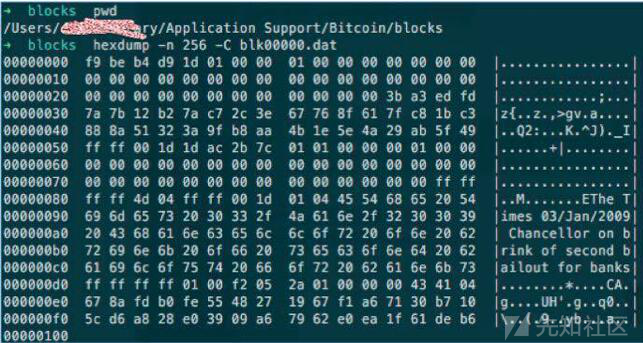 ➜ blocks pwd
/Users/ ry/Application Support/Bitcoin/blocks
➜ blocks hexdump -n 256 -C blk00000.dat
00000000 f9 be b4 d9 1d 01 00 00 01 00 00 00 00 00 00 00 |................|
00000010 00 00 00 00 00 00 00 00 00 00 00 00 00 00 00 00 |................|
00000020 00 00 00 00 00 00 00 00 00 00 00 00 3b a3 ed fd |............;...|
00000030 7a 7b 12 b2 7a c7 2c 3e 67 76 8f 61 7f c8 1b c3 |z{..z.,>gv.a....|
00000040 88 8a 51 32 3a 9f b8 aa 4b 1e 5e 4a 29 ab 5f 49 |..Q2:...K.^J)._I|
00000050 ff ff 00 1d 1d ac 2b 7c 01 01 00 00 00 01 00 00 |......+|........|
00000060 00 00 00 00 00 00 00 00 00 00 00 00 00 00 00 00 |................|
00000070 00 00 00 00 00 00 00 00 00 00 00 00 00 00 ff ff |................|
00000080 ff ff 4d 04 ff ff 00 1d 01 04 45 54 68 65 20 54 |..M.......EThe T|
00000090 69 6d 65 73 20 30 33 2f 4a 61 6e 2f 32 30 30 39 |imes 03/Jan/2009|
000000a0 20 43 68 61 6e 63 65 6c 6c 6f 72 20 6f 6e 20 62 | Chancellor on b|
000000b0 72 69 6e 6b 20 6f 66 20 73 65 63 6f 6e 64 20 62 |rink of second b|
000000c0 61 69 6c 6f 75 74 20 66 6f 72 20 62 61 6e 6b 73 |ailout for banks|
000000d0 ff ff ff ff 01 00 f2 05 2a 01 00 00 00 43 41 04 |........*....CA.|
000000e0 67 8a fd b0 fe 55 48 27 19 67 f1 a6 71 30 b7 10 |g....UH'.g..q0..|
000000f0 5c d6 a8 28 e0 39 09 a6 79 62 e0 ea 1f 61 de b6 |\..(.9..yb...a..|
00000100
先知社区